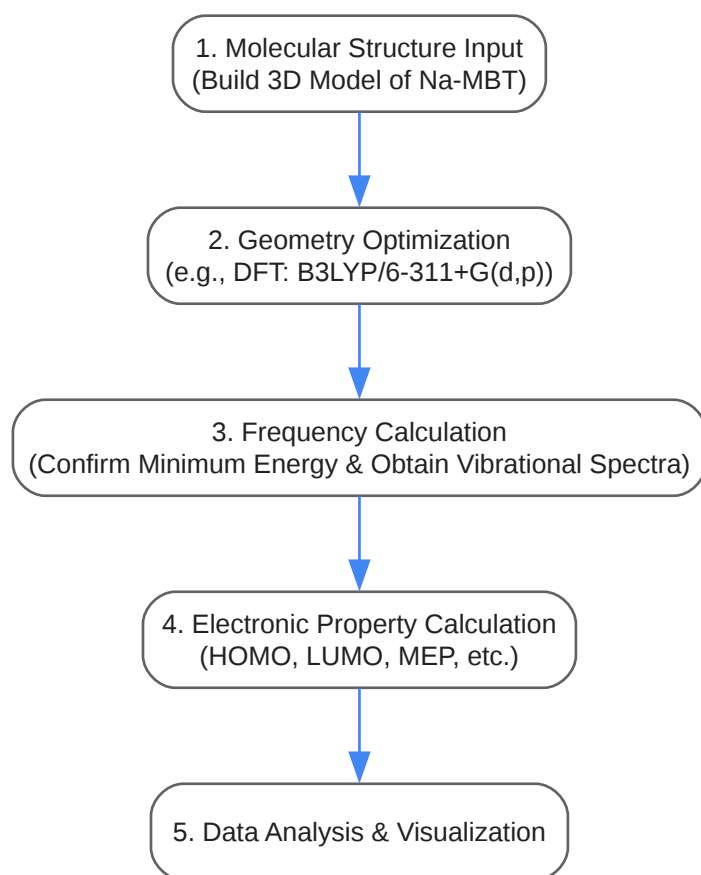 1. Molecular Structure Input
(Build 3D Model of Na-MBT)
2. Geometry Optimization
(e.g., DFT: B3LYP/6-311+G(d,p))
3. Frequency Calculation
(Confirm Minimum Energy & Obtain Vibrational Spectra)
4. Electronic Property Calculation
(HOMO, LUMO, MEP, etc.)
5. Data Analysis & Visualization